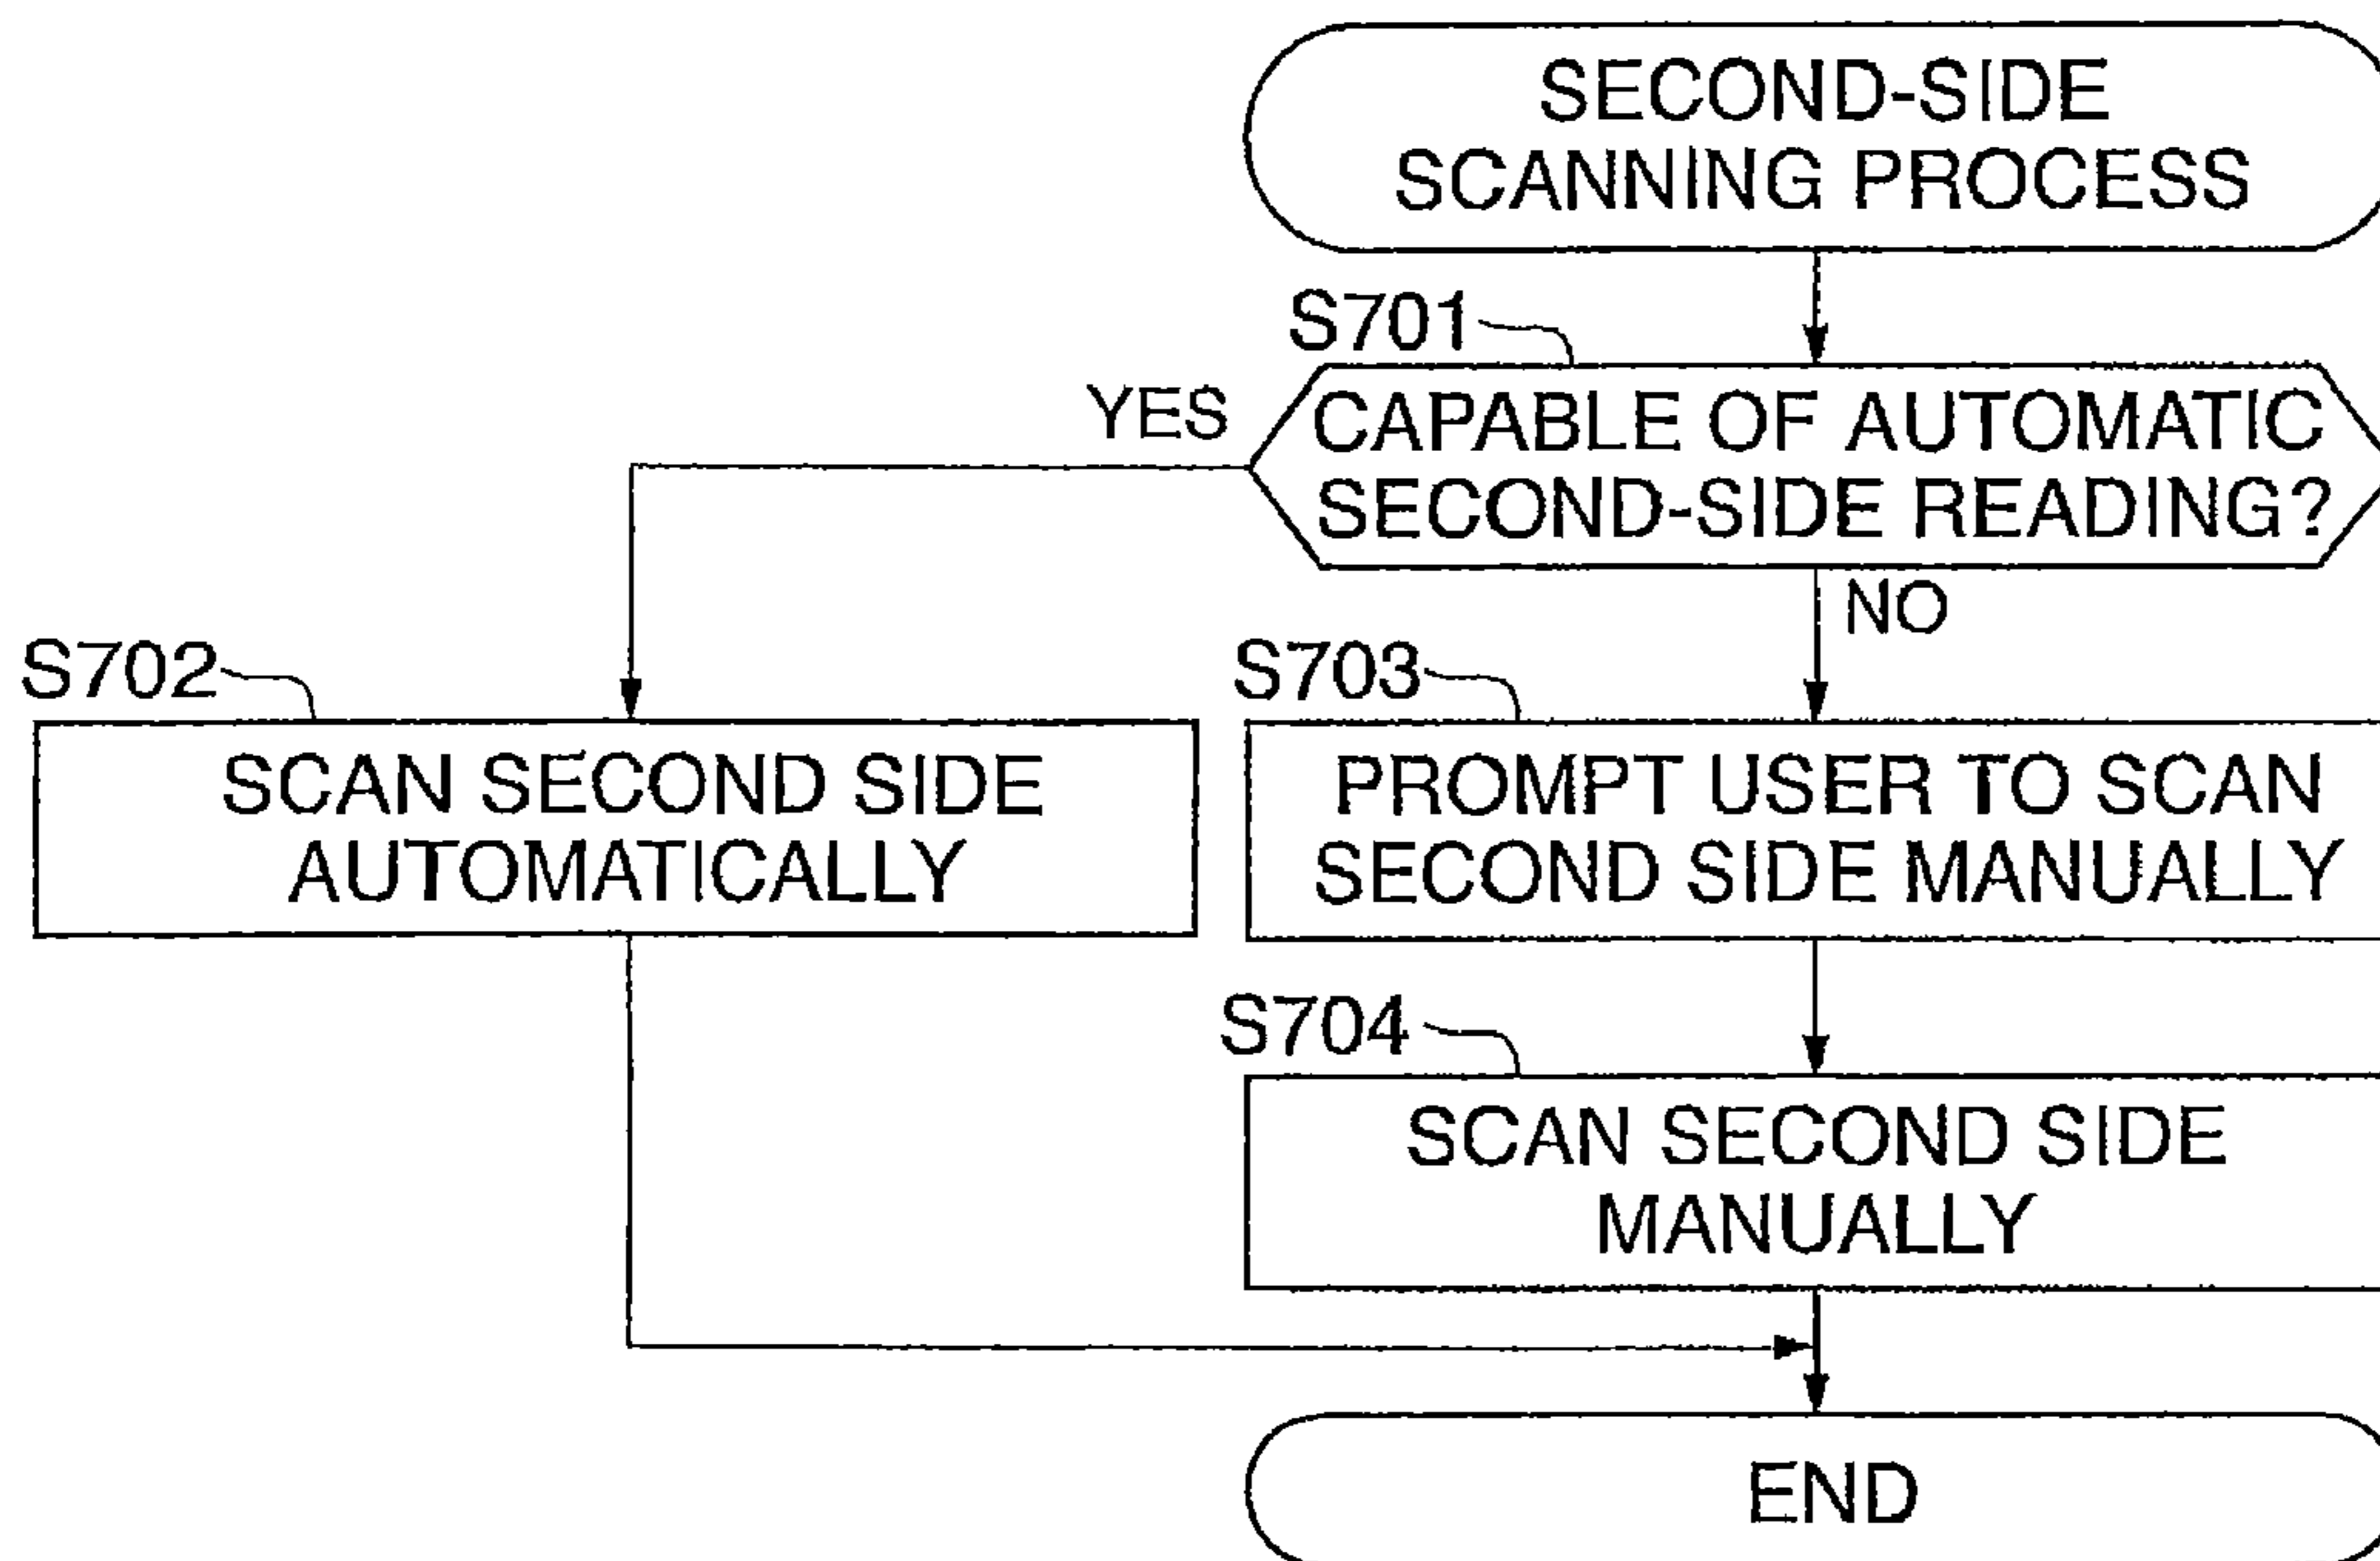 SECOND-SIDE
SCANNING PROCESS
S701
YES
CAPABLE OF AUTOMATIC
SECOND-SIDE READING?
NO
S702
S703
SCAN SECOND SIDE
AUTOMATICALLY
PROMPT USER TO SCAN
SECOND SIDE MANUALLY
S704
SCAN SECOND SIDE
MANUALLY
END